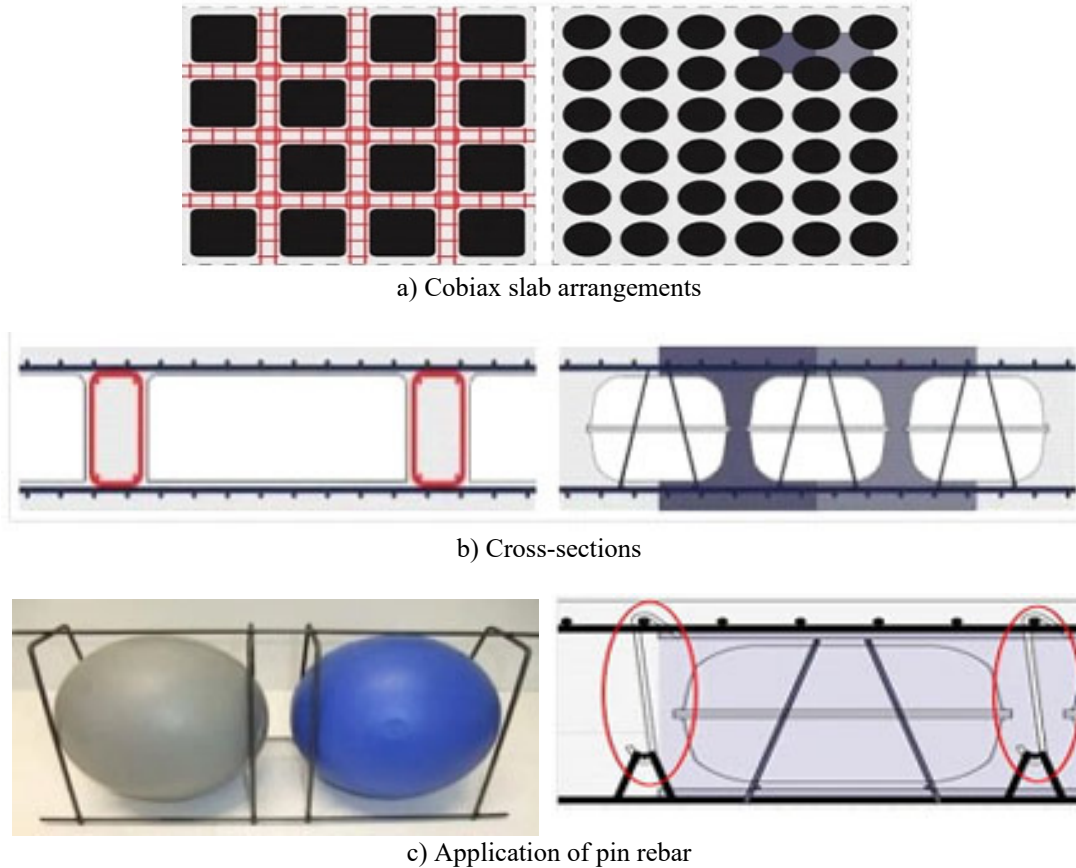 a) Cobiax slab arrangements
b) Cross-sections
c) Application of pin rebar